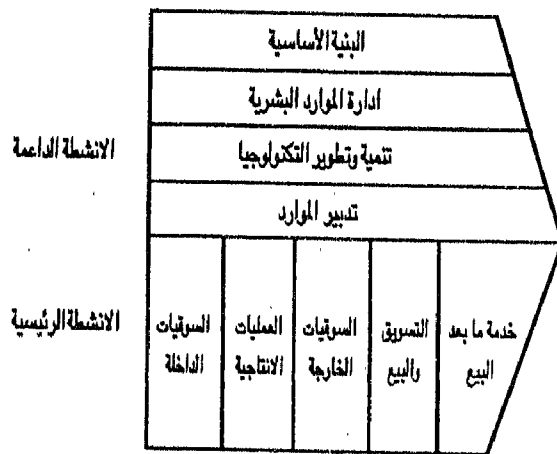 البنية الأساسية
ادارة الموارد البشرية
تنمية وتطوير التكنولوجيا
تدبير الموارد
الانشطة الداعمة
الانشطة الرئيسية
السوقيات
الداخلة
العمليات
الانتاجية
السوقيات
الخارجة
التسويق
والبيع
خدمة ما بعد
البيع